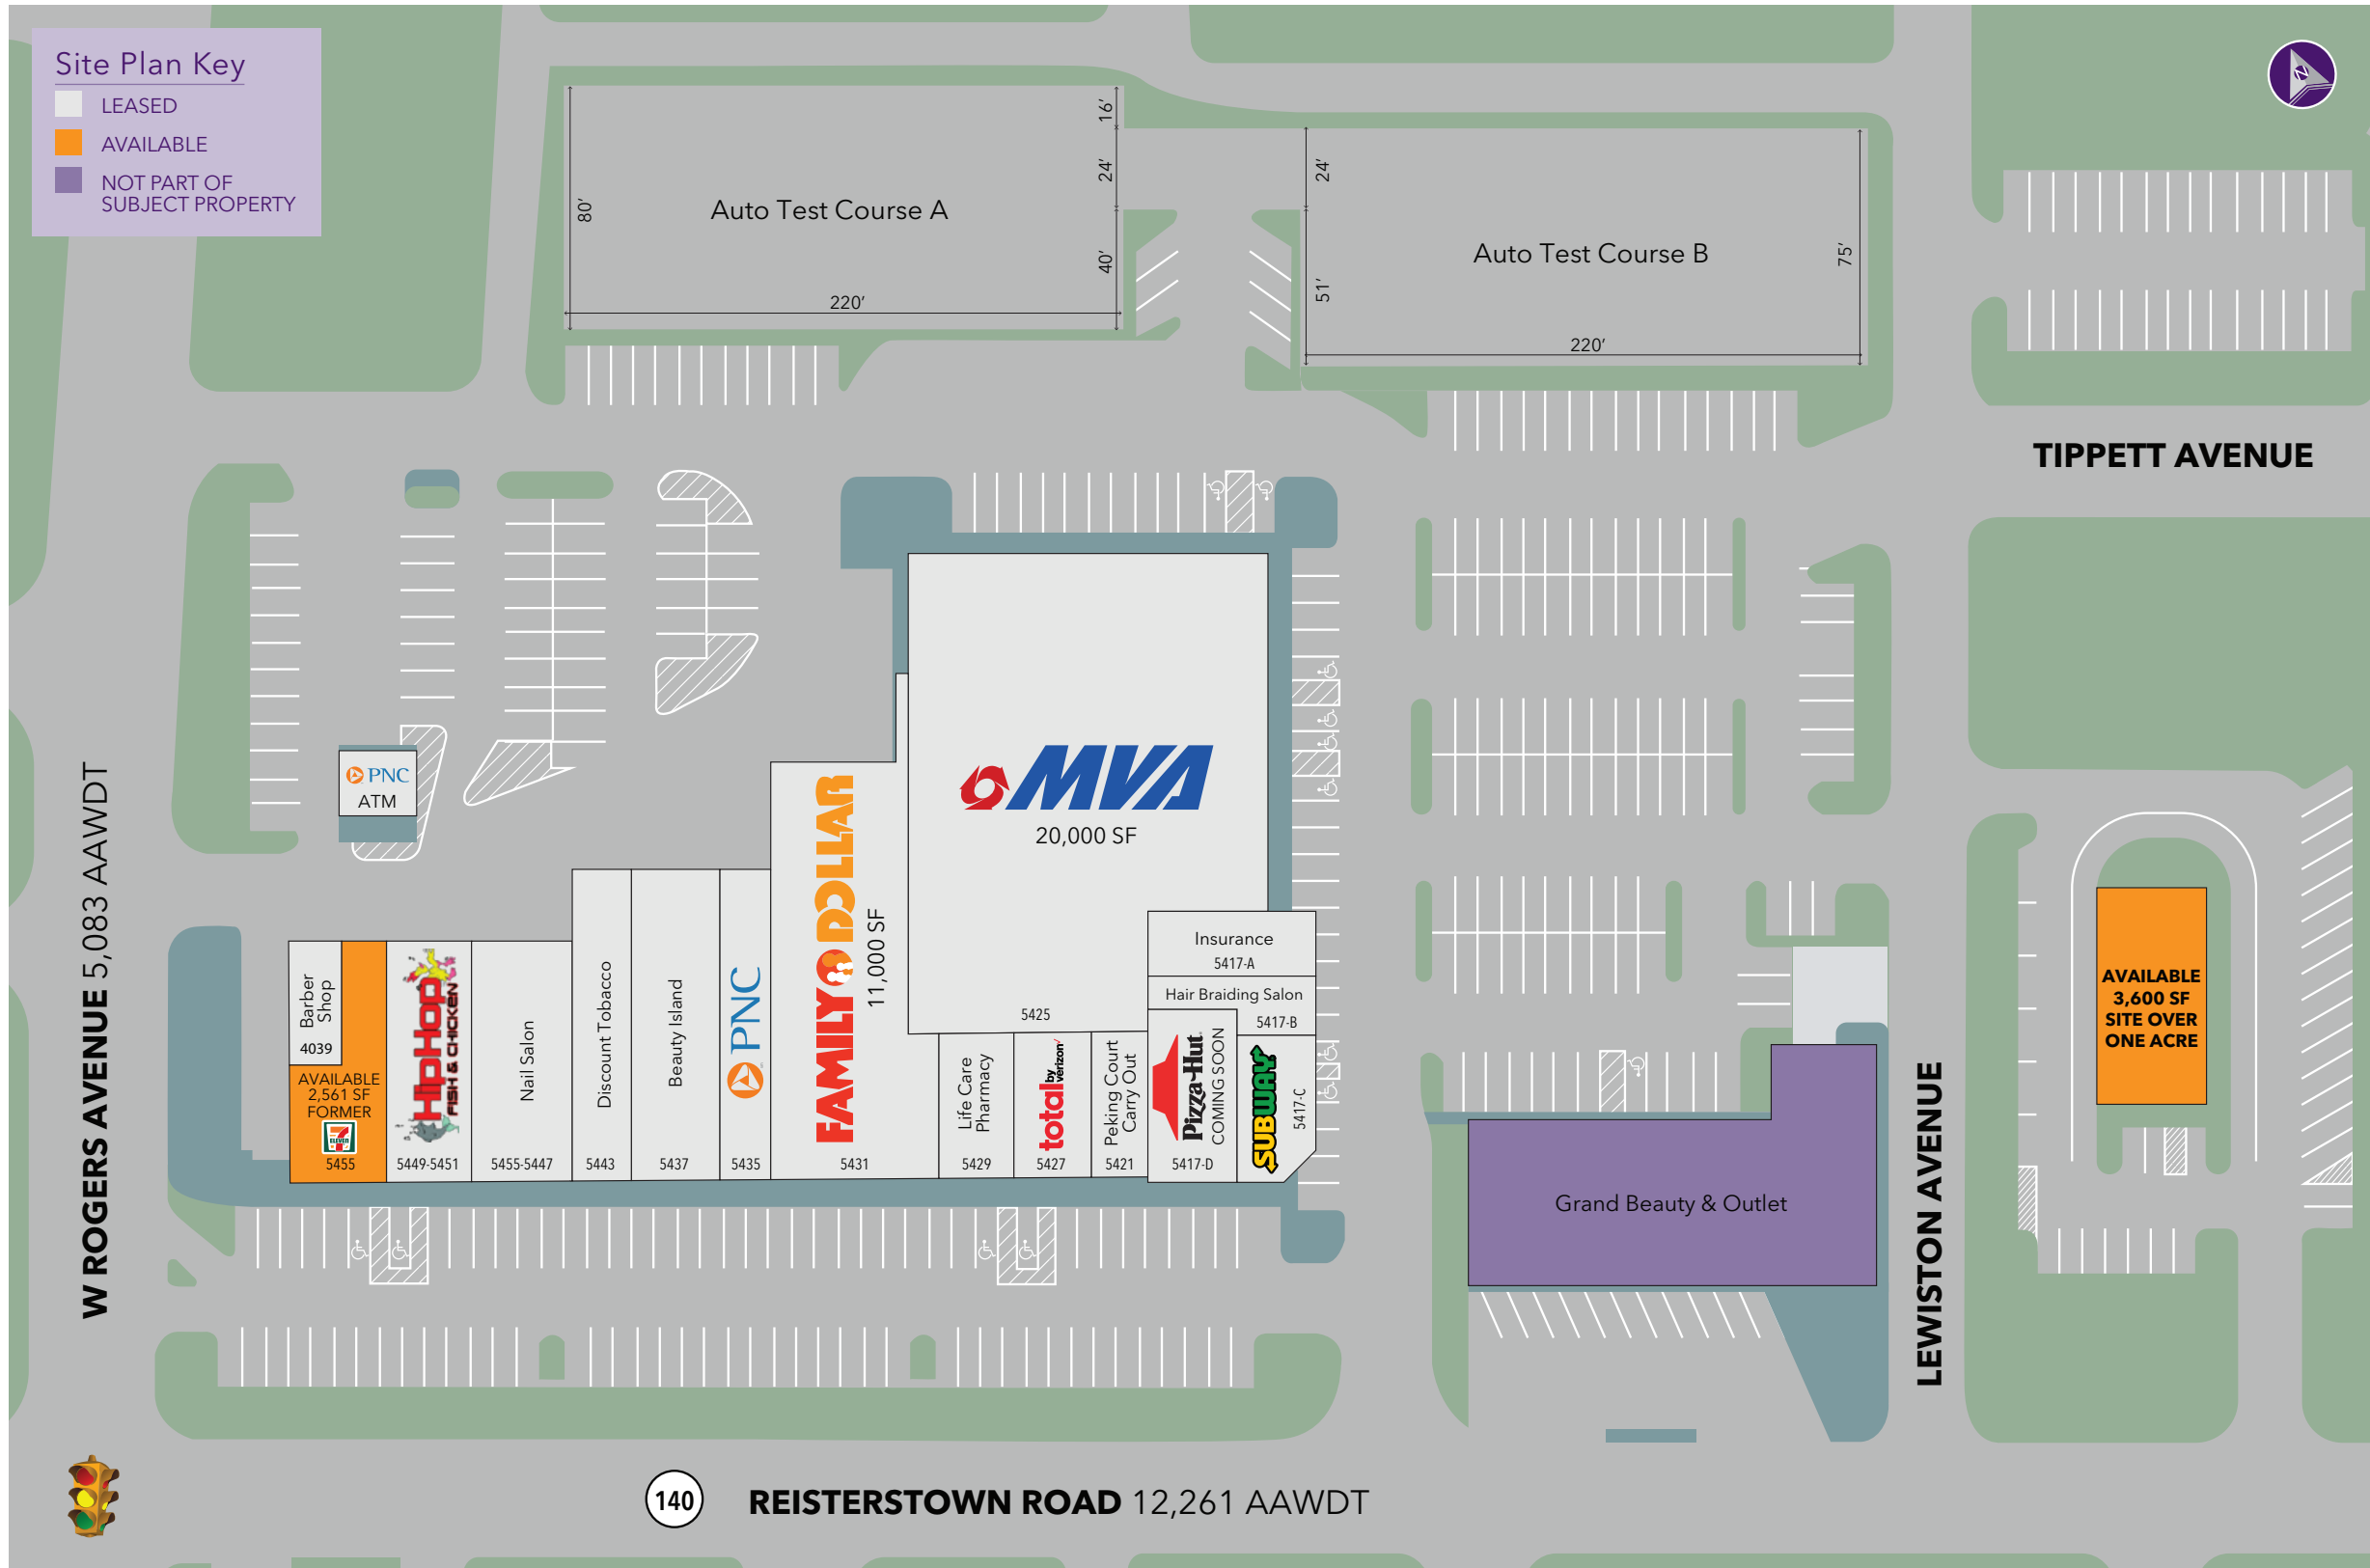 Site Plan Key
LEASED
AVAILABLE
NOT PART OF
SUBJECT PROPERTY
N
16’
24’
40’
80’
Auto Test Course A
220’
24’
51’
Auto Test Course B
75’
220’
TIPPETT AVENUE
PNC
ATM
W ROGERS AVENUE 5,083 AAWDT
MVA
20,000 SF
5425
Barber
Shop
4039
AVAILABLE
2,561 SF
FORMER
7
ELEVEN
5455
HipHop
FISH & CHICKEN
5449-5451
Nail Salon
5455-5447
Discount Tobacco
5443
Beauty Island
5437
PNC
5435
FAMILY DOLLAR
11,000 SF
5431
Life Care
Pharmacy
5429
total by verizon
5427
Peking Court
Carry Out
5421
Insurance
5417-A
Hair Braiding Salon
5417-B
Pizza Hut
COMING SOON
5417-D
SUBWAY
5417-C
Grand Beauty & Outlet
LEWISTON AVENUE
AVAILABLE
3,600 SF
SITE OVER
ONE ACRE
140
REISTERSTOWN ROAD 12,261 AAWDT